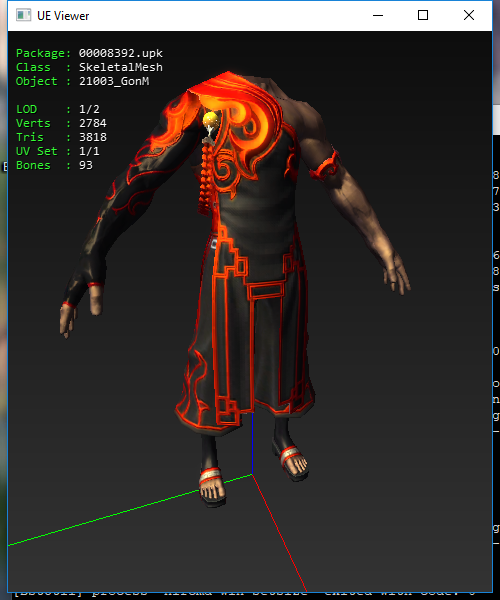 UE Viewer
Package: 00008392.upk
Class : SkeletalMesh
Object : 21003_GonM
LOD : 1/2
Verts : 2784
Tris : 3818
UV Set : 1/1
Bones : 93